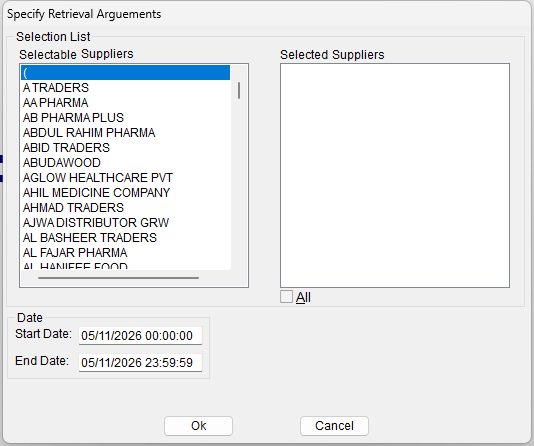 Specify Retrieval Arguements
Selection List
Selectable Suppliers
Selected Suppliers
(
A TRADERS
AA PHARMA
AB PHARMA PLUS
ABDUL RAHIM PHARMA
ABID TRADERS
ABUDAWOOD
AGLOW HEALTHCARE PVT
AHIL MEDICINE COMPANY
AHMAD TRADERS
AJWA DISTRIBUTOR GRW
AL BASHEER TRADERS
AL FAJAR PHARMA
AL HANIFEE FOOD
All
Date
Start Date: 05/11/2026 00:00:00
End Date: 05/11/2026 23:59:59
Ok Cancel